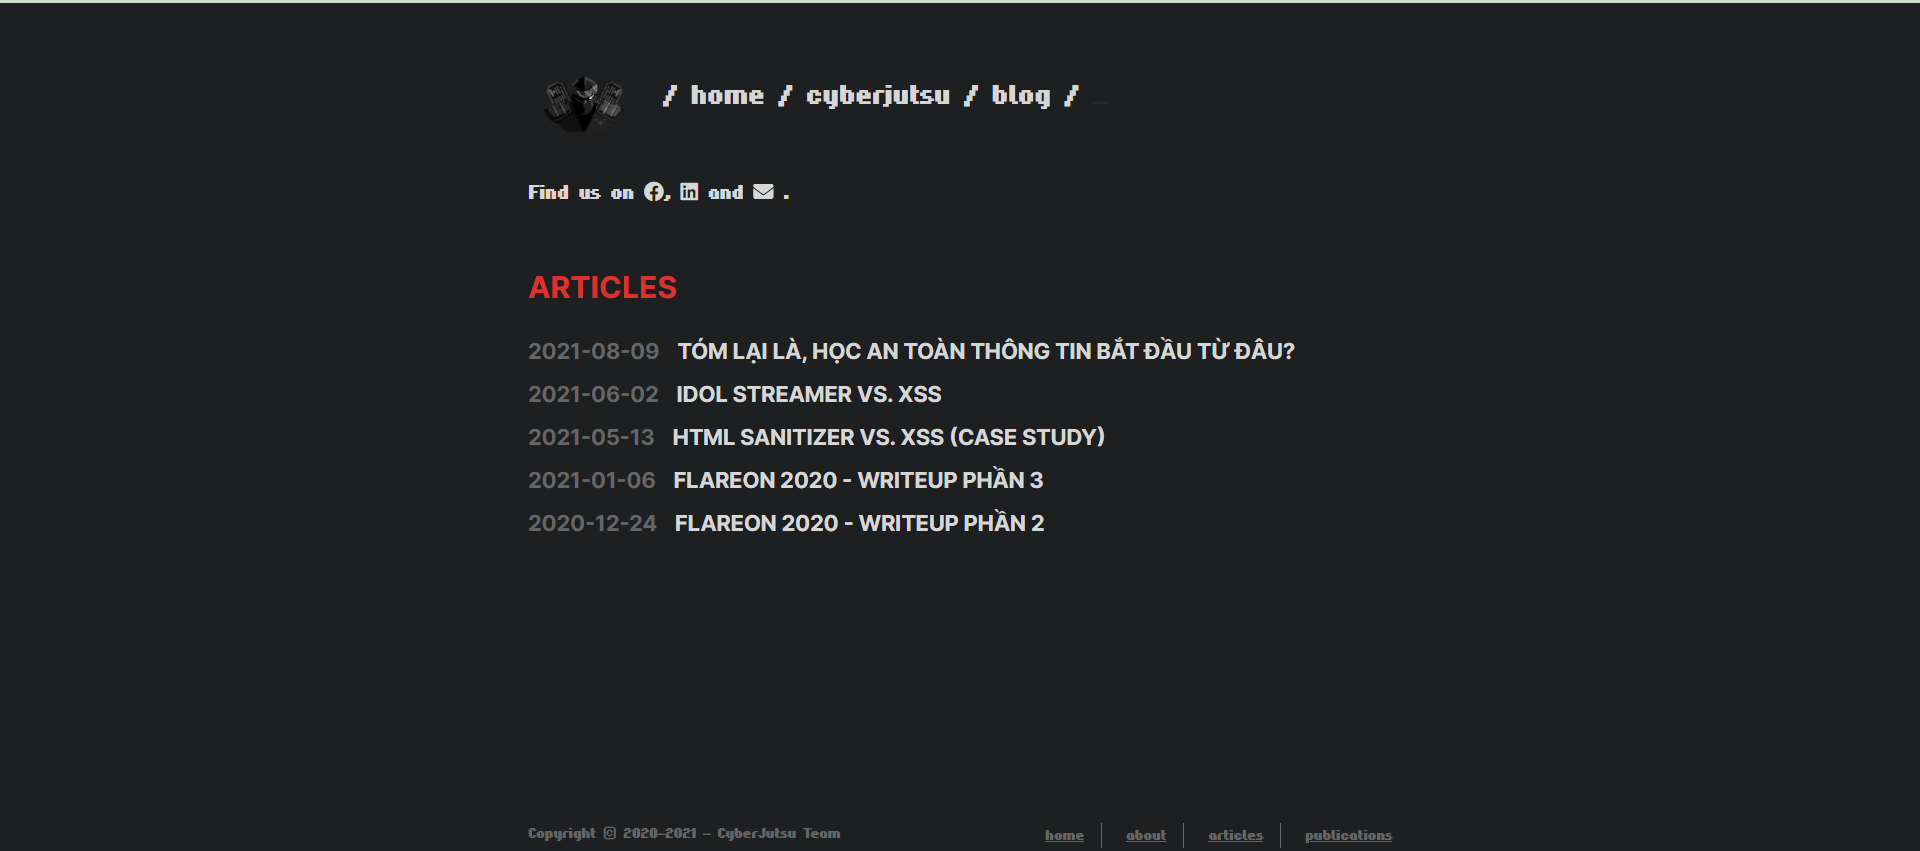 / home / cyberjutsu / blog / _
Find us on , and .
ARTICLES
2021-08-09 TÓM LẠI LÀ, HỌC AN TOÀN THÔNG TIN BẮT ĐẦU TỪ ĐÂU?
2021-06-02 IDOL STREAMER VS. XSS
2021-05-13 HTML SANITIZER VS. XSS (CASE STUDY)
2021-01-06 FLAREON 2020 - WRITEUP PHẦN 3
2020-12-24 FLAREON 2020 - WRITEUP PHẦN 2
Copyright © 2020-2021 - CyberJutsu Team home about articles publications